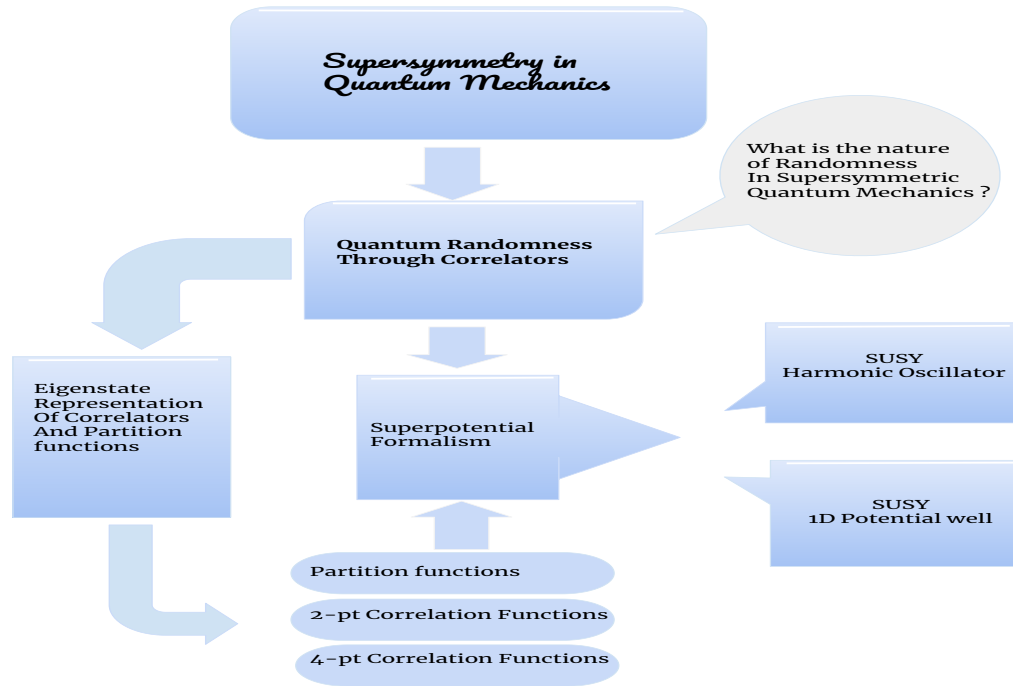 Supersymmetry in
Quantum Mechanics
What is the nature
of Randomness
In Supersymmetric
Quantum Mechanics ?
Quantum Randomness
Through Correlators
Eigenstate
Representation
Of Correlators
And Partition
functions
Superpotential
Formalism
SUSY
Harmonic Oscillator
SUSY
1D Potential well
Partition functions
2-pt Correlation Functions
4-pt Correlation Functions